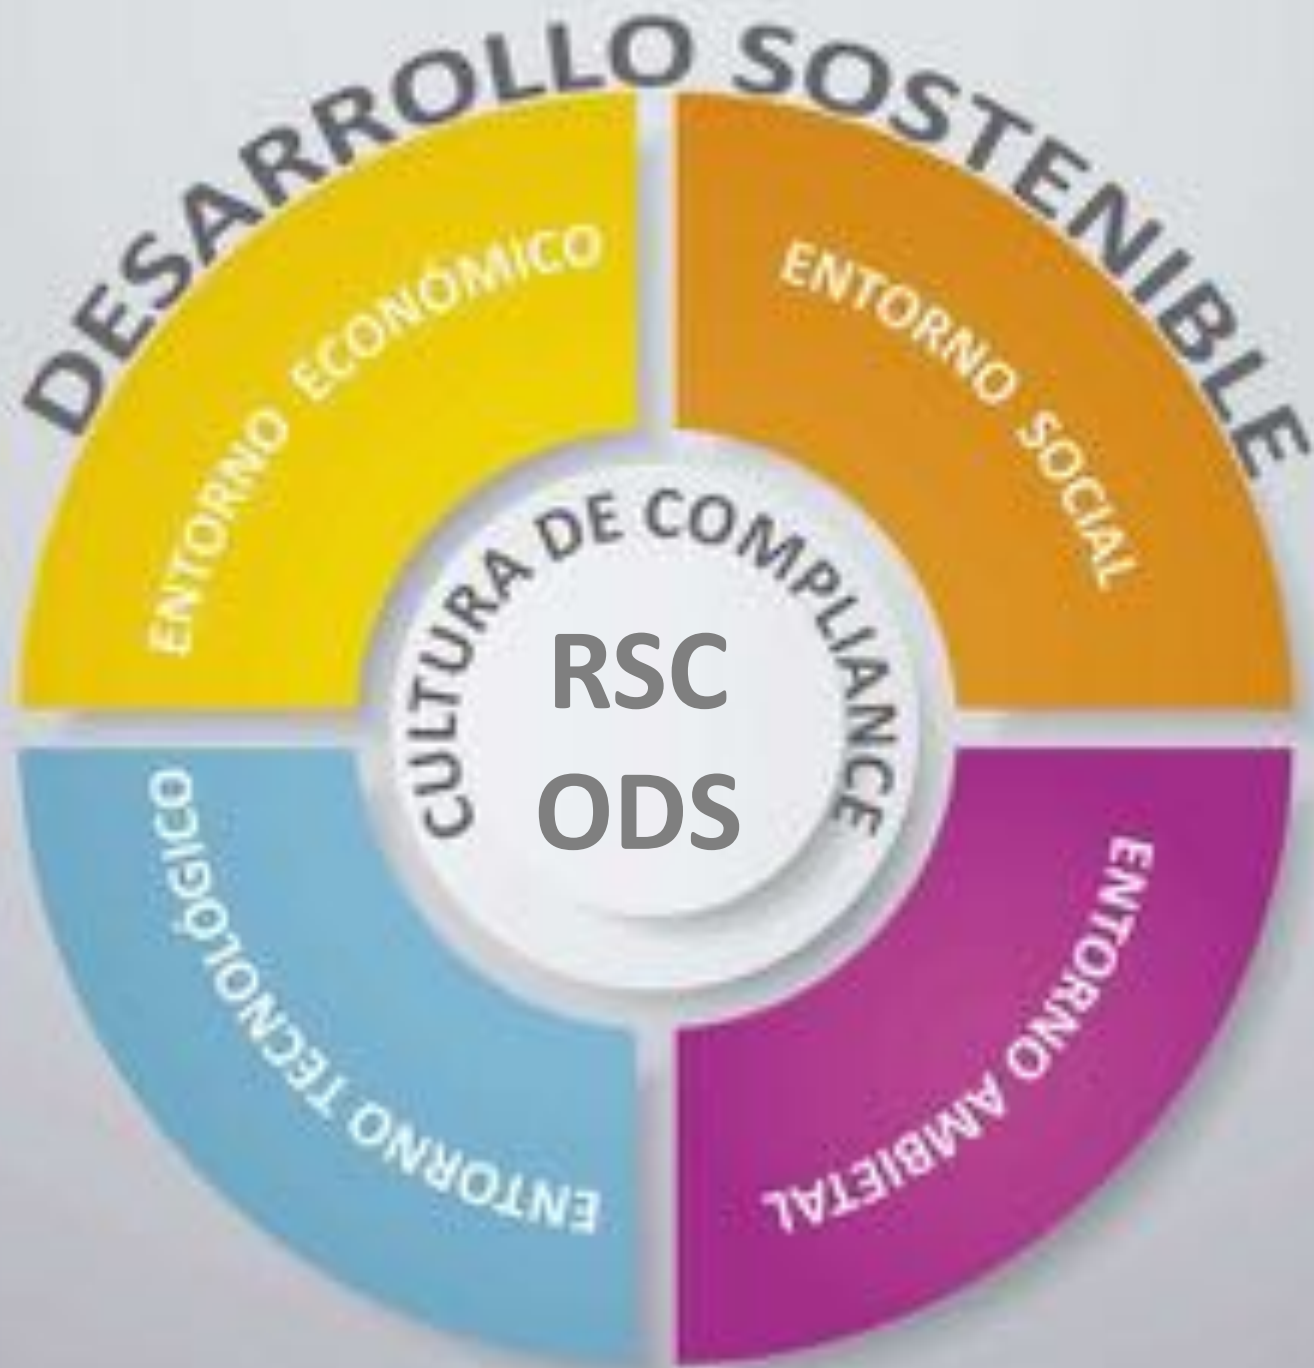 DESARROLLO SOSTENIBLE
ENTORNO ECONÓMICO
ENTORNO SOCIAL
CULTURA DE COMPLIANCE
RSC
ODS
ENTORNO TECNOLÓGICO
ENTORNO AMBIETAL